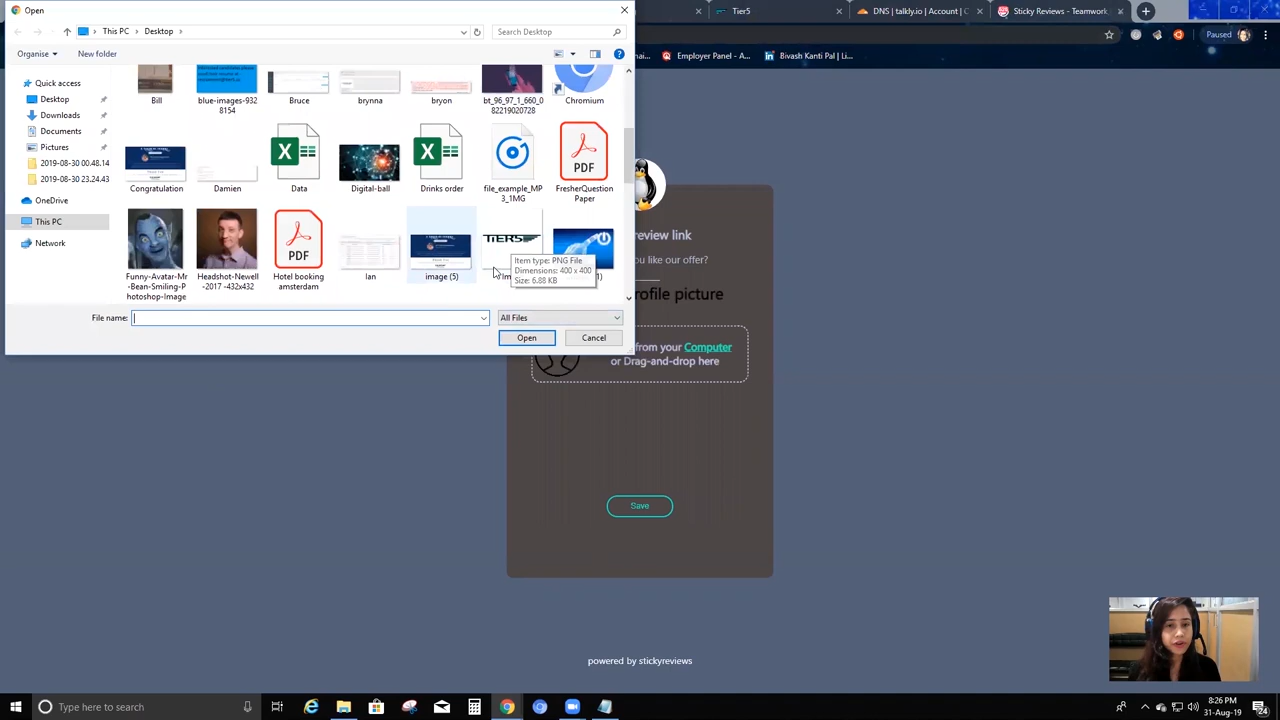 Open
Tier5
DNS | talky.io | Account | C
Sticky Reviews - Teamwork
This PC
Desktop
Search Desktop
Paused
Organise
New folder
Employer Panel - A...
Bivash Kanti Pal | Li...
Quick access
Desktop
Downloads
Documents
Pictures
2019-08-30 00.48.14
2019-08-30 23.24.43
OneDrive
This PC
Network
Bill
blue-images-932
8154
Bruce
brynna
bryon
bt_96_97_1_660_0
82219020728
Chromium
Congratulation
Damien
Data
Digital-ball
Drinks order
file_example_MP
3_1MG
PDF
FresherQuestion
Paper
Funny-Avatar-Mr
-Bean-Smiling-P
hotoshop-Image
Headshot-Newell
-2017 -432x432
PDF
Hotel booking
amsterdam
Ian
image (5)
TIER5
Item type: PNG File
Dimensions: 400 x 400
Size: 6.88 KB
review link
ou like our offer?
rofile picture
File name:
All Files
Open
Cancel
from your Computer
or Drag-and-drop here
Save
powered by stickyreviews
Type here to search
8:26 PM
31-Aug-19